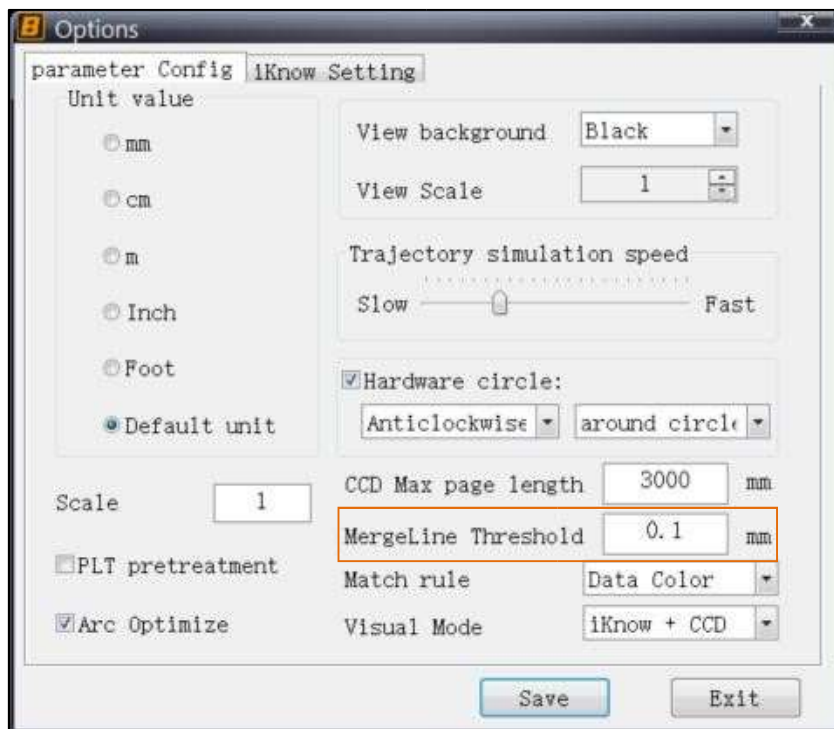 Options
parameter Config
iKnow Setting
Unit value
mm
cm
m
Inch
Foot
Default unit
Scale 1
PLT pretreatment
Arc Optimize
View background Black
View Scale 1
Trajectory simulation speed
Slow Fast
Hardware circle:
Anticlockwise around circl
CCD Max page length 3000 mm
MergeLine Threshold 0.1 mm
Match rule Data Color
Visual Mode iKnow + CCD
Save Exit